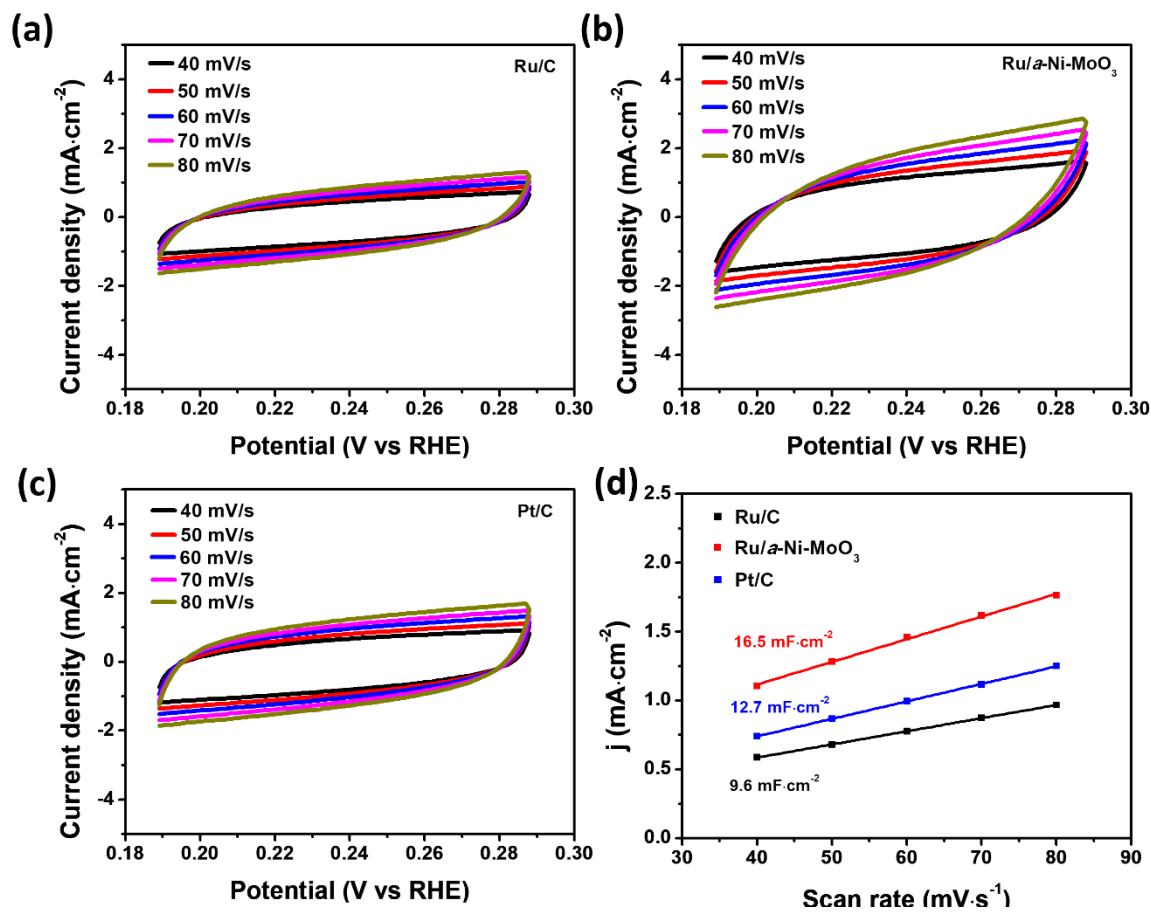 (a)
4
2
0
-2
-4
Current density (mA·cm⁻²)
40 mV/s
50 mV/s
60 mV/s
70 mV/s
80 mV/s
Ru/C
0.18 0.20 0.22 0.24 0.26 0.28 0.30
Potential (V vs RHE)
(b)
4
2
0
-2
-4
Current density (mA·cm⁻²)
40 mV/s
50 mV/s
60 mV/s
70 mV/s
80 mV/s
Ru/a-Ni-MoO₃
0.18 0.20 0.22 0.24 0.26 0.28 0.30
Potential (V vs RHE)
(c)
4
2
0
-2
-4
Current density (mA·cm⁻²)
40 mV/s
50 mV/s
60 mV/s
70 mV/s
80 mV/s
Pt/C
0.18 0.20 0.22 0.24 0.26 0.28 0.30
Potential (V vs RHE)
(d)
2.5
2.0
1.5
1.0
0.5
0.0
j (mA·cm⁻²)
Ru/C
Ru/a-Ni-MoO₃
Pt/C
16.5 mF·cm⁻²
12.7 mF·cm⁻²
9.6 mF·cm⁻²
30 40 50 60 70 80 90
Scan rate (mV·s⁻¹)